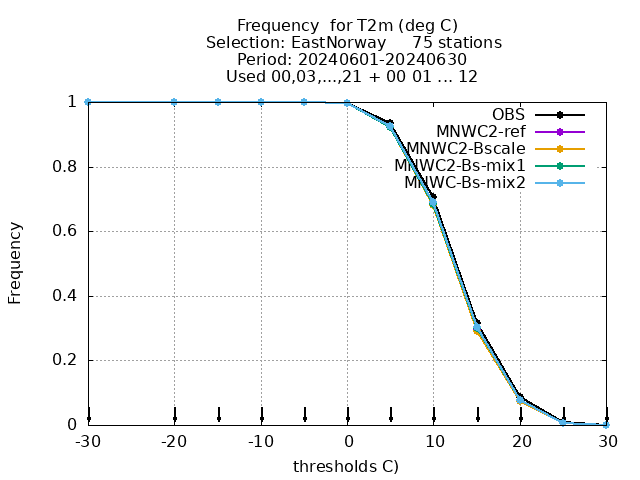 Frequency  for T2m (deg C)
Selection: EastNorway     75 stations
Period: 20240601-20240630
Used 00,03,...,21 + 00 01 ... 12
OBS
MNWC2-ref
MNWC2-Bscale
MNWC2-Bs-mix1
MNWC-Bs-mix2
Frequency
1
0.8
0.6
0.4
0.2
0
-30 -20 -10 0 10 20 30
thresholds C)